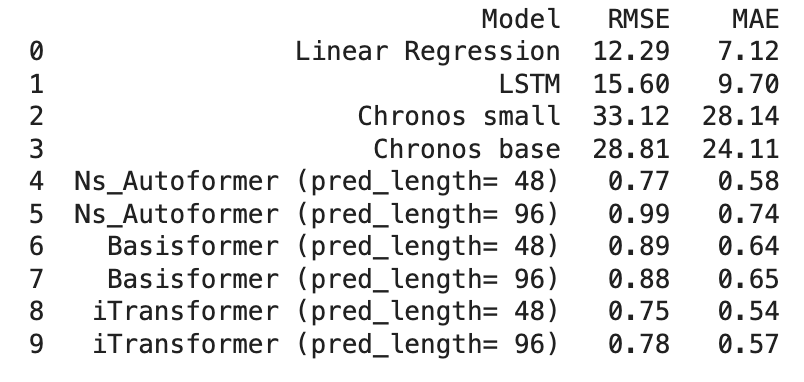 Model RMSE MAE
0 Linear Regression 12.29 7.12
1 LSTM 15.60 9.70
2 Chronos small 33.12 28.14
3 Chronos base 28.81 24.11
4 Ns_Autoformer (pred_length= 48) 0.77 0.58
5 Ns_Autoformer (pred_length= 96) 0.99 0.74
6 Basisformer (pred_length= 48) 0.89 0.64
7 Basisformer (pred_length= 96) 0.88 0.65
8 iTransformer (pred_length= 48) 0.75 0.54
9 iTransformer (pred_length= 96) 0.78 0.57